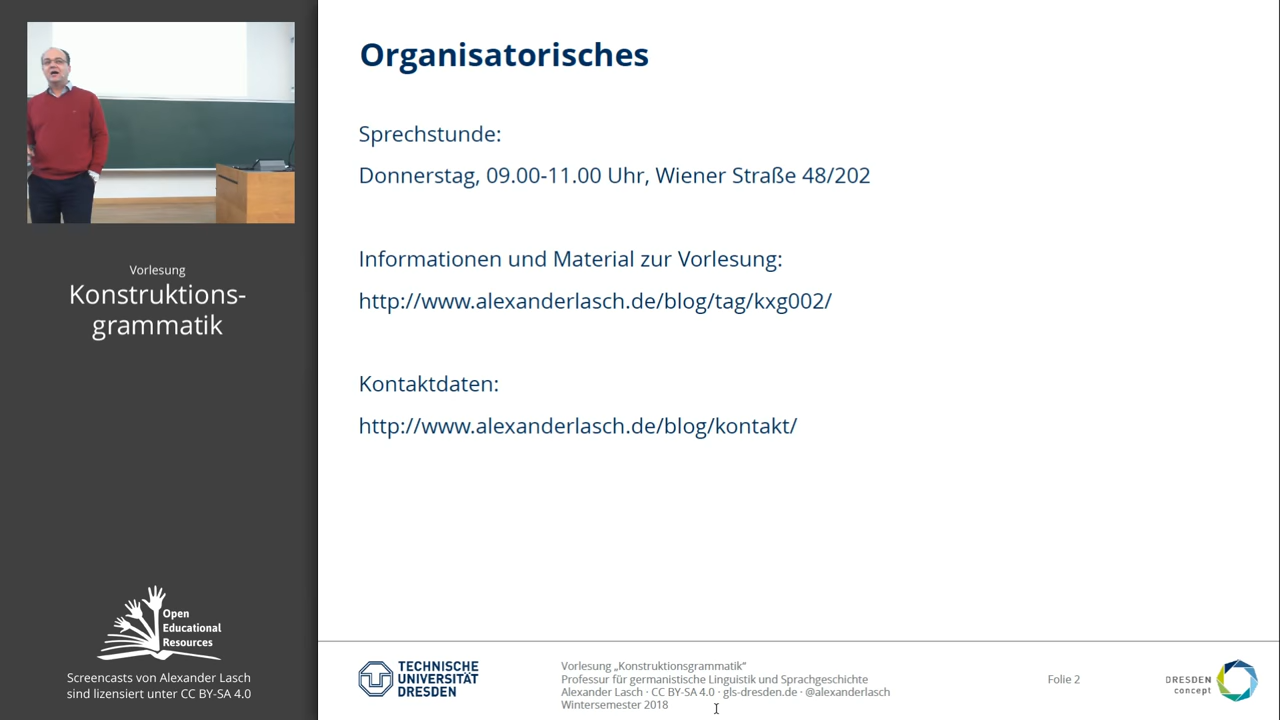 Organisatorisches
Sprechstunde:
Donnerstag, 09.00-11.00 Uhr, Wiener Straße 48/202
Informationen und Material zur Vorlesung:
http://www.alexanderlasch.de/blog/tag/kxg002/
Kontaktdaten:
http://www.alexanderlasch.de/blog/kontakt/
Vorlesung
Konstruktions-
grammatik
Open
Educational
Resources
Screencasts von Alexander Lasch
sind lizensiert unter CC BY-SA 4.0
TECHNISCHE
UNIVERSITÄT
DRESDEN
Vorlesung „Konstruktionsgrammatik“
Professur für germanistische Linguistik und Sprachgeschichte
Alexander Lasch · CC BY-SA 4.0 · gls-dresden.de · @alexanderlasch
Wintersemester 2018
Folie 2
DRESDEN
concept